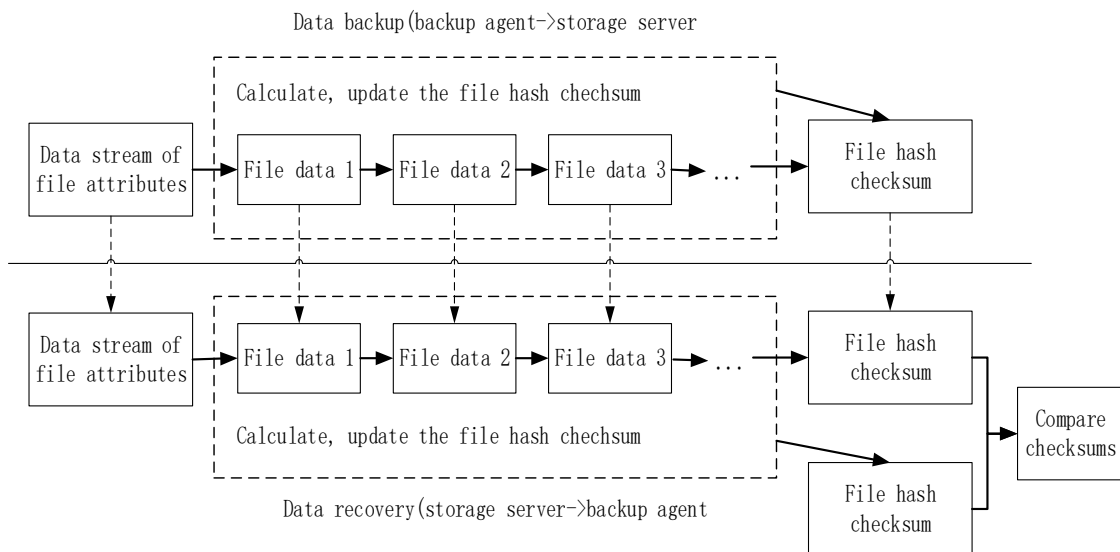 Data backup(backup agent->storage server
Calculate, update the file hash chechsum
Data stream of
file attributes
File data 1
File data 2
File data 3
...
File hash
checksum
Data stream of
file attributes
File data 1
File data 2
File data 3
...
File hash
checksum
Calculate, update the file hash chechsum
Compare
checksums
File hash
checksum
Data recovery(storage server->backup agent